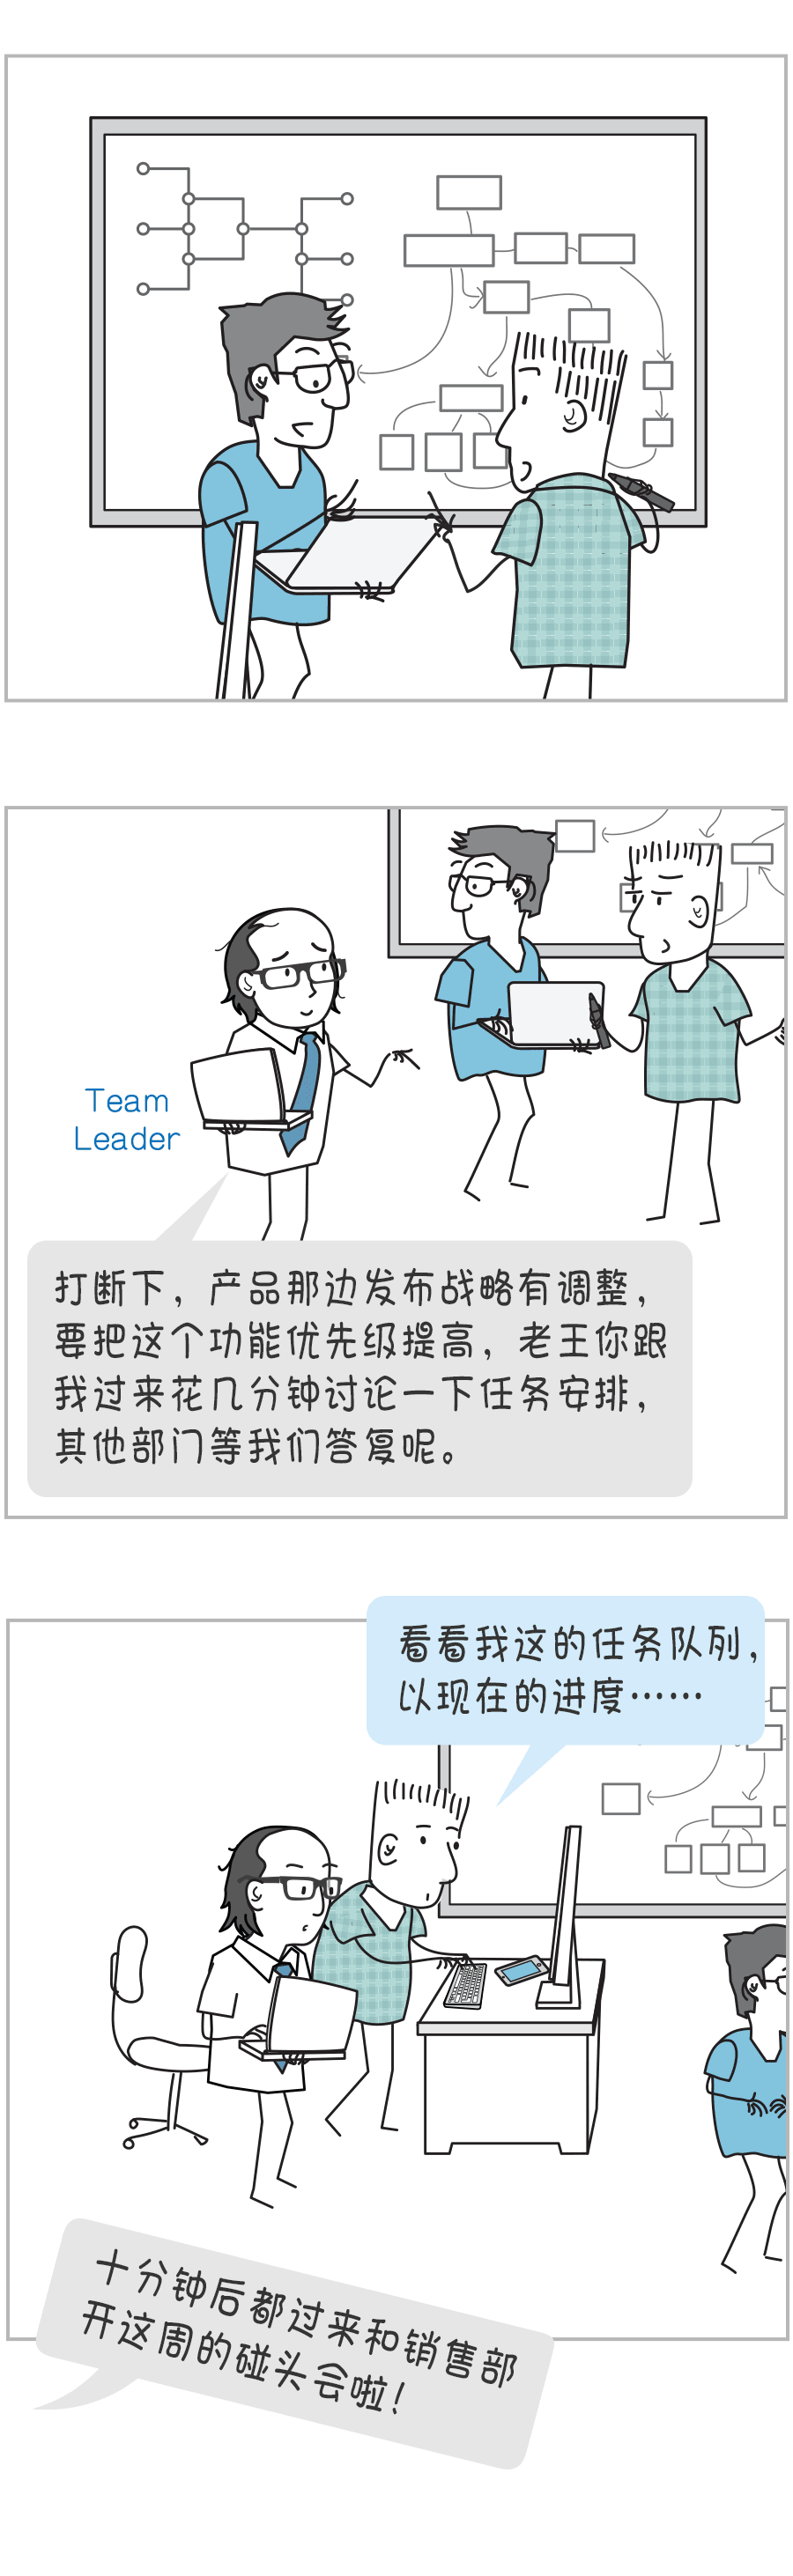 Team
Leader
打断下，产品那边发布战略有调整，
要把这个功能优先级提高，老王你跟
我过来花几分钟讨论一下任务安排，
其他部门等我们答复呢。
看看我这的任务队列，
以现在的进度……
十分钟后都过来和销售部
开这周的碰头会啦！